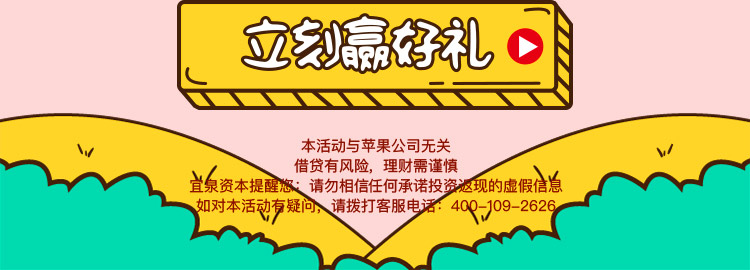 立刻赢好礼
本活动与苹果公司无关
借贷有风险，理财需谨慎
宜泉资本提醒您：请勿相信任何承诺投资返现的虚假信息
如对本活动有疑问，请拨打客服电话：400-109-2626